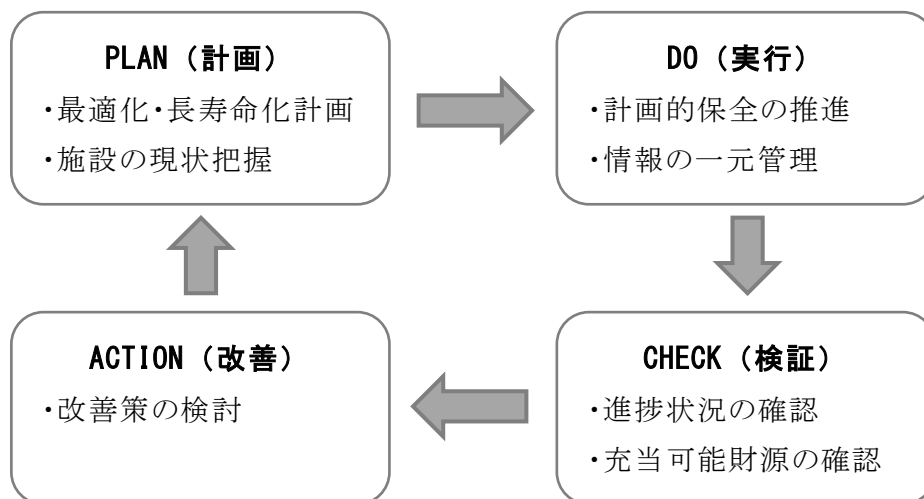 PLAN（計画）
・最適化・長寿命化計画
・施設の現状把握
DO（実行）
・計画的保全の推進
・情報の一元管理
CHECK（検証）
・進捗状況の確認
・充当可能財源の確認
ACTION（改善）
・改善策の検討